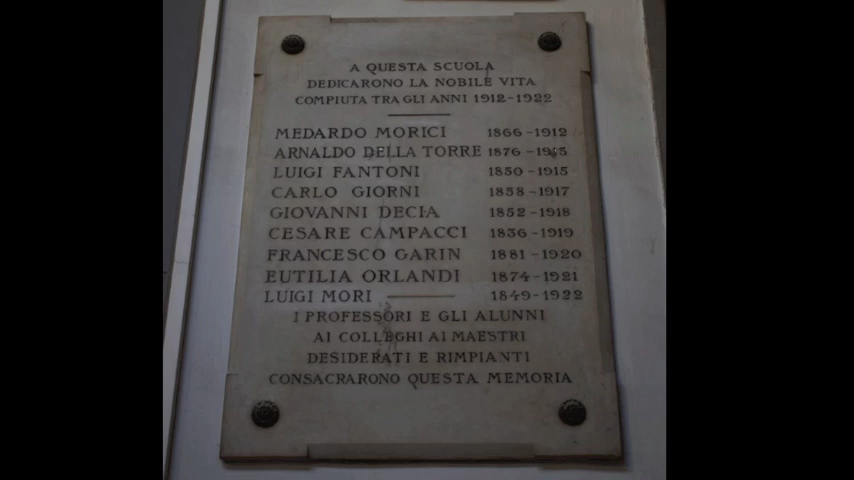 A QUESTA SCUOLA
DEDICARONO LA NOBILE VITA
COMPIUTA TRA GLI ANNI 1912-1922
MEDARDO MORICI 1866-1912
ARNALDO DELLA TORRE 1876-1915
LUIGI FANTONI 1850-1915
CARLO GIORNI 1858-1917
GIOVANNI DECIA 1852-1918
CESARE CAMPACCI 1836-1919
FRANCESCO GARIN 1881-1920
EUTILIA ORLANDI 1874-1921
LUIGI MORI 1849-1922
I PROFESSORI E GLI ALUNNI
AI COLLEGHI AI MAESTRI
DESIDERATI E RIMPIANTI
CONSACRARONO QUESTA MEMORIA